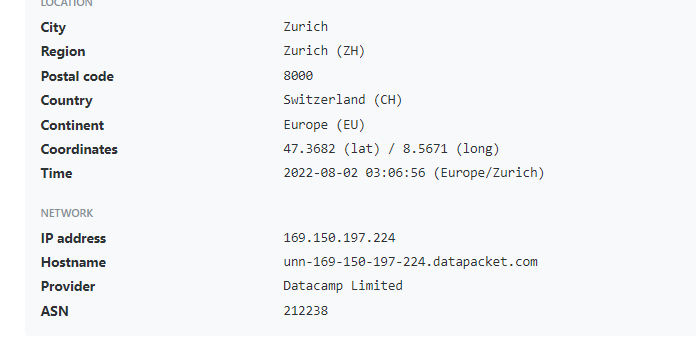 LOCATION
City Zurich
Region Zurich (ZH)
Postal code 8000
Country Switzerland (CH)
Continent Europe (EU)
Coordinates 47.3682 (lat) / 8.5671 (long)
Time 2022-08-02 03:06:56 (Europe/Zurich)
NETWORK
IP address 169.150.197.224
Hostname unn-169-150-197-224.datapacket.com
Provider Datacamp Limited
ASN 212238